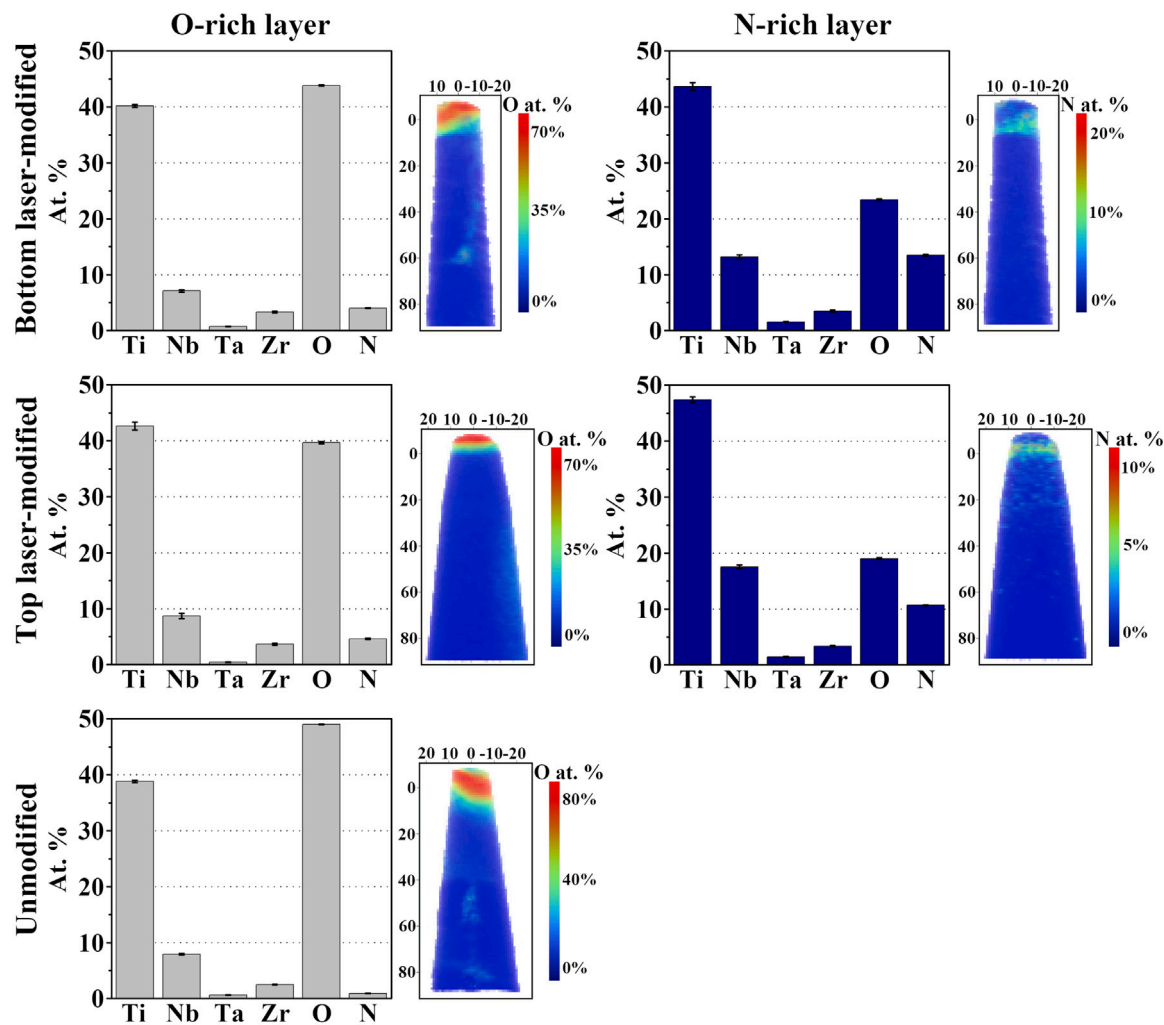 O-rich layer
N-rich layer
Bottom laser-modified
At. %
50
40
30
20
10
0
Ti Nb Ta Zr O N
10 0 -10-20
0
20
40
60
80
O at. %
70%
35%
0%
At. %
50
40
30
20
10
0
Ti Nb Ta Zr O N
10 0 -10-20
0
20
40
60
80
N at. %
20%
10%
0%
Top laser-modified
At. %
50
40
30
20
10
0
Ti Nb Ta Zr O N
20 10 0 -10-20
0
20
40
60
80
O at. %
70%
35%
0%
At. %
50
40
30
20
10
0
Ti Nb Ta Zr O N
20 10 0 -10-20
0
20
40
60
80
N at. %
10%
5%
0%
Unmodified
At. %
50
40
30
20
10
0
Ti Nb Ta Zr O N
20 10 0 -10-20
0
20
40
60
80
O at. %
80%
40%
0%